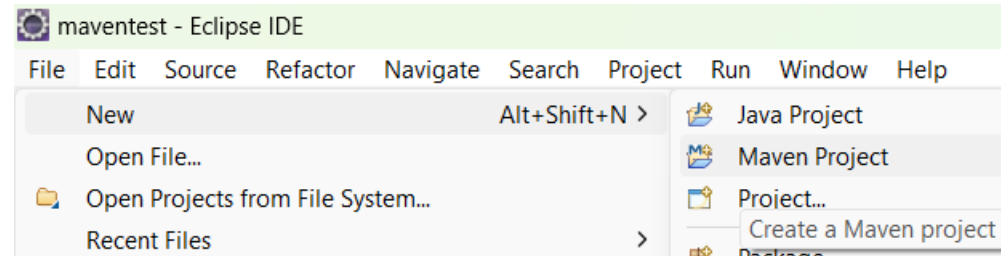 maventest - Eclipse IDE
File Edit Source Refactor Navigate Search Project Run Window Help
New Alt+Shift+N > Java Project
Open File... Maven Project
Open Projects from File System... Project...
Create a Maven project
Recent Files > Package